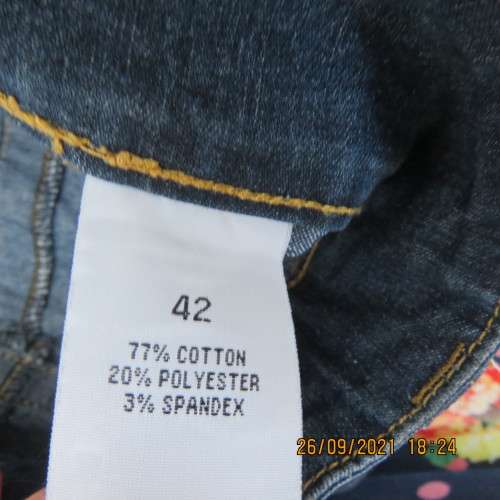 42
77% COTTON
20% POLYESTER
3% SPANDEX
26/09/2021 18:24